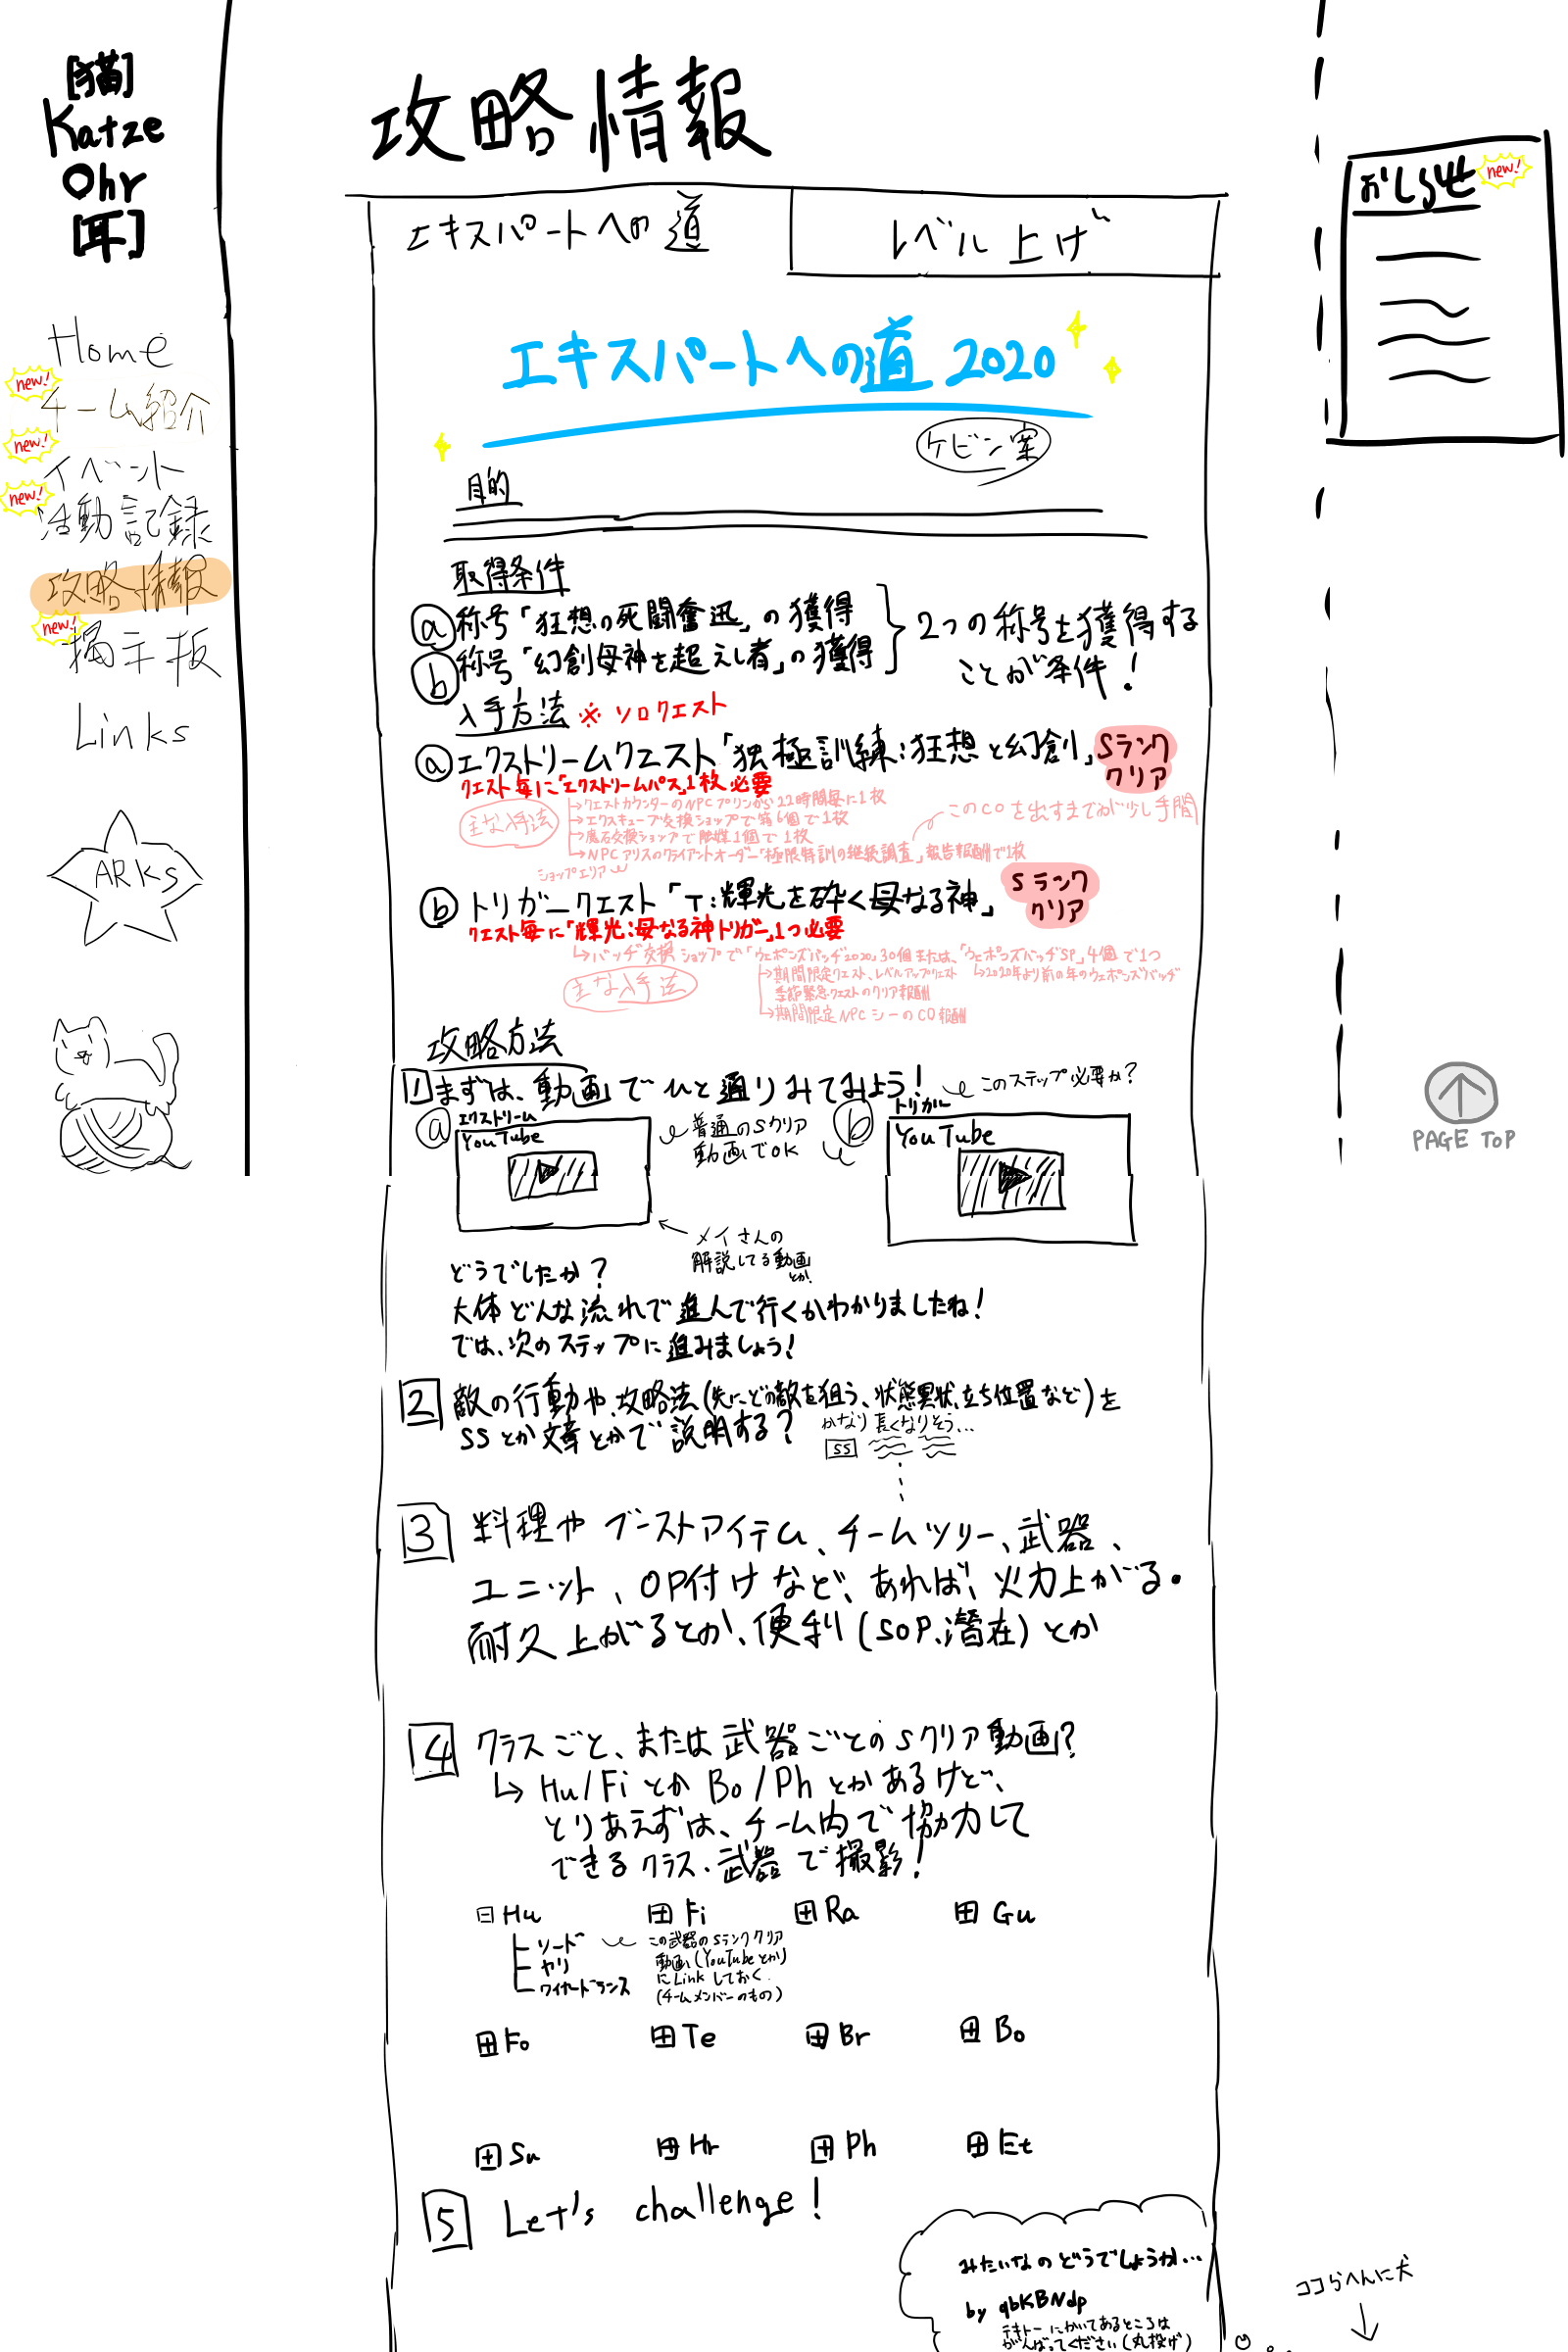 [猫]
Katze
Ohr
[耳]
Home
new!
チーム紹介
new!
イベント
new!
活動記録
攻略情報
new!
掲示板
Links
ARKS
攻略情報
エキスパートへの道
レベル上げ
エキスパートへの道 2020
ケビン案
目的
取得条件
ⓐ称号「狂想の死闘奮迅」の獲得
ⓑ称号「幻創母神を超えし者」の獲得
2つの称号を獲得する
ことが条件!
入手方法 ※ソロクエスト
ⓐエクストリームクエスト「独極訓練:狂想と幻創」Sランク
クリア
クエスト毎に「エクストリームパス」1枚必要
主な入手法
→クエストカウンターのNPCプリンから22時間毎に1枚
→エクスキューブ交換ショップで箱6個で1枚
→魔石交換ショップで触媒1個で1枚
→NPCアリスのクライアントオーダー「極限特訓の継続調査」報告報酬で1枚
このCOを出すまでが少し手間
ショップエリア
ⓑトリガークエスト「T:輝光を砕く母なる神」Sランク
クリア
クエスト毎に「輝光:母なる神トリガー」1つ必要
→バッヂ交換ショップで「ウェポンズバッヂ2020」30個または、「ウェポンズバッヂSP」4個で1つ
主な入手法
→期間限定クエスト、レベルアップクエスト
季節緊急クエストのクリア報酬
→2020年より前の年のウェポンズバッヂ
→期間限定NPCシーのCO報酬
攻略方法
1 まずは、動画でひと通りみてみよう!
このステップ必要か?
ⓐ エクストリーム
YouTube
普通のSクリア
動画でOK
ⓑ トリガー
YouTube
メイさんの
解説してる動画
とか
どうでしたか?
大体どんな流れで進んで行くかわかりましたね!
では、次のステップに進みましょう!
2 敵の行動や、攻略法(先にどの敵を狙う、状態異状、立ち位置など)を
SSとか文章とかで説明する?
かなり長くなりそう...
SS
3 料理やブーストアイテム、チームツリー、武器、
ユニット、OP付けなど、あれば、火力上がる。
耐久上がるとか、便利(SOP、潜在)とか
4 クラスごと、または武器ごとのSクリア動画?
→Hu/FiとかBo/Phとかあるけど、
とりあえずは、チーム内で協力して
できるクラス、武器で撮影!
Hu
Fi
Ra
Gu
ソード
ヤリ
ワイヤードランス
この武器のSランククリア
動画(YouTubeとか)
にLinkしておく
(チームメンバーのもの)
Fo
Te
Br
Bo
Su
Hr
Ph
Et
5 Let's challenge!
みたいなのどうでしょうか...
by qbKBNdp
テキトーにかいてあるところは
がんばってください(丸投げ)
ココらへんに犬
おしらせ
new!
PAGE TOP